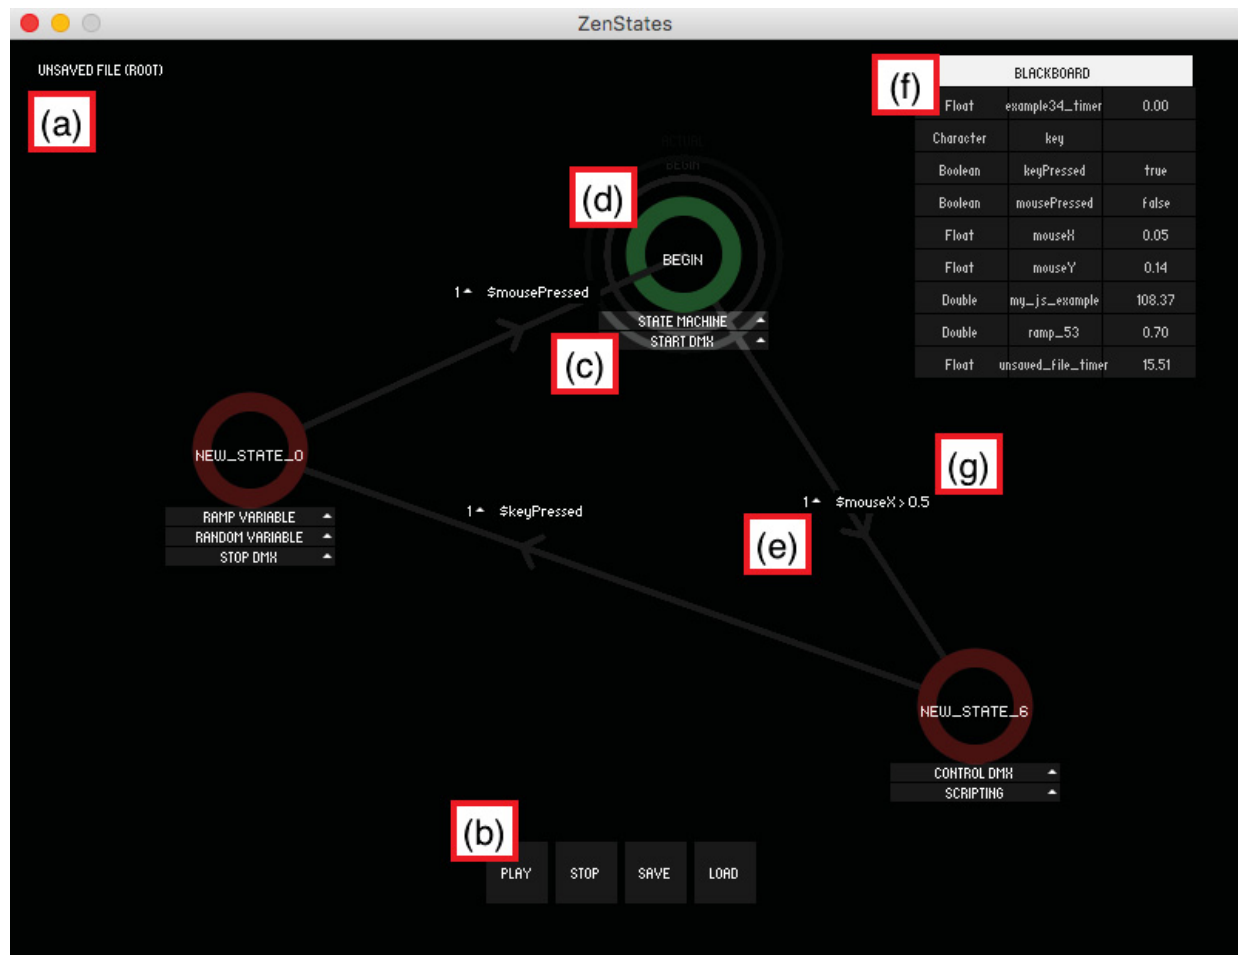 ZenStates
UNSAVED FILE (ROOT)
(a)
(f)
BLACKBOARD
Float example34_timer 0.00
Character key
Boolean keyPressed true
Boolean mousePressed false
Float mouseX 0.05
Float mouseY 0.14
Double my_js_example 108.37
Double ramp_53 0.70
Float unsaved_file_timer 15.51
ACTUAL
BEGIN
(d)
BEGIN
1 $mousePressed
STATE MACHINE
START DMX
(c)
NEW_STATE_0
RAMP VARIABLE
RANDOM VARIABLE
STOP DMX
1 $keyPressed
(g)
1 $mouseX > 0.5
(e)
NEW_STATE_6
CONTROL DMX
SCRIPTING
(b)
PLAY STOP SAVE LOAD